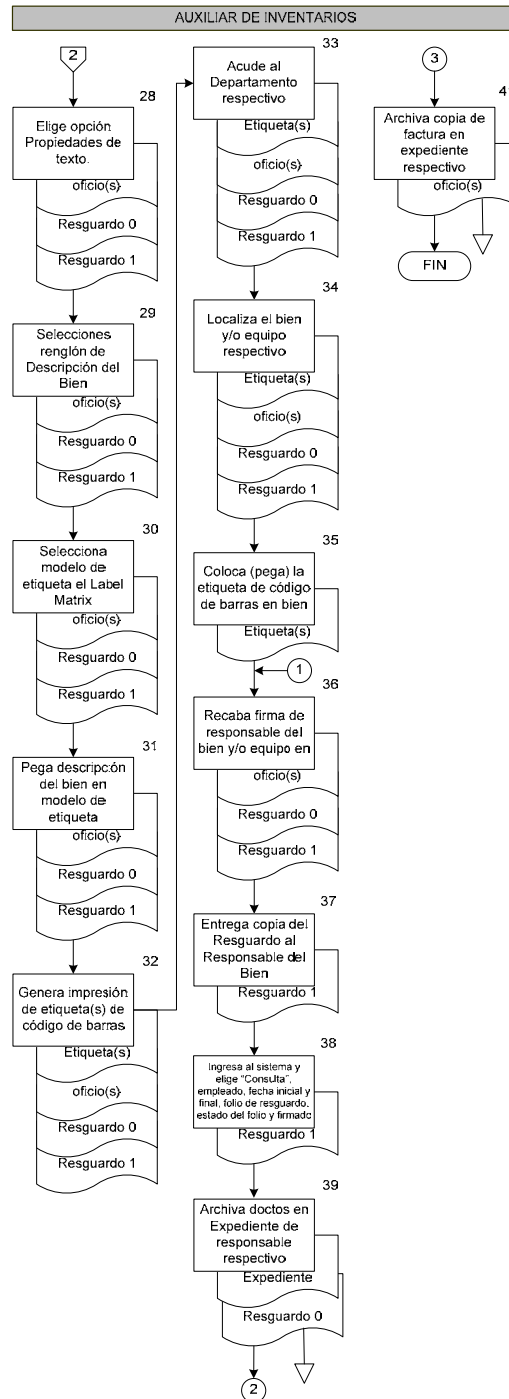 AUXILIAR DE INVENTARIOS
2
28
Elige opción
Propiedades de
texto.
oficio(s)
Resguardo 0
Resguardo 1
29
Selecciones
renglón de
Descripción del
Bien
oficio(s)
Resguardo 0
Resguardo 1
30
Selecciona
modelo de
etiqueta el Label
Matrix
oficio(s)
Resguardo 0
Resguardo 1
31
Pega descripción
del bien en
modelo de
etiqueta
oficio(s)
Resguardo 0
Resguardo 1
32
Genera impresión
de etiqueta(s) de
código de barras
Etiqueta(s)
oficio(s)
Resguardo 0
Resguardo 1
33
Acude al
Departamento
respectivo
Etiqueta(s)
oficio(s)
Resguardo 0
Resguardo 1
34
Localiza el bien
y/o equipo
respectivo
Etiqueta(s)
oficio(s)
Resguardo 0
Resguardo 1
35
Coloca (pega) la
etiqueta de código
de barras en bien
Etiqueta(s)
1
36
Recaba firma de
responsable del
bien y/o equipo en
oficio(s)
Resguardo 0
Resguardo 1
37
Entrega copia del
Resguardo al
Responsable del
Bien
Resguardo 1
38
Ingresa al sistema y
elige "Consulta",
empleado, fecha inicial y
final, folio de resguardo,
estado del folio y firmado
Resguardo 1
39
Archiva doctos en
Expediente de
responsable
respectivo
Expediente
Resguardo 0
2
3
Archiva copia de
factura en
expediente
respectivo
oficio(s)
FIN